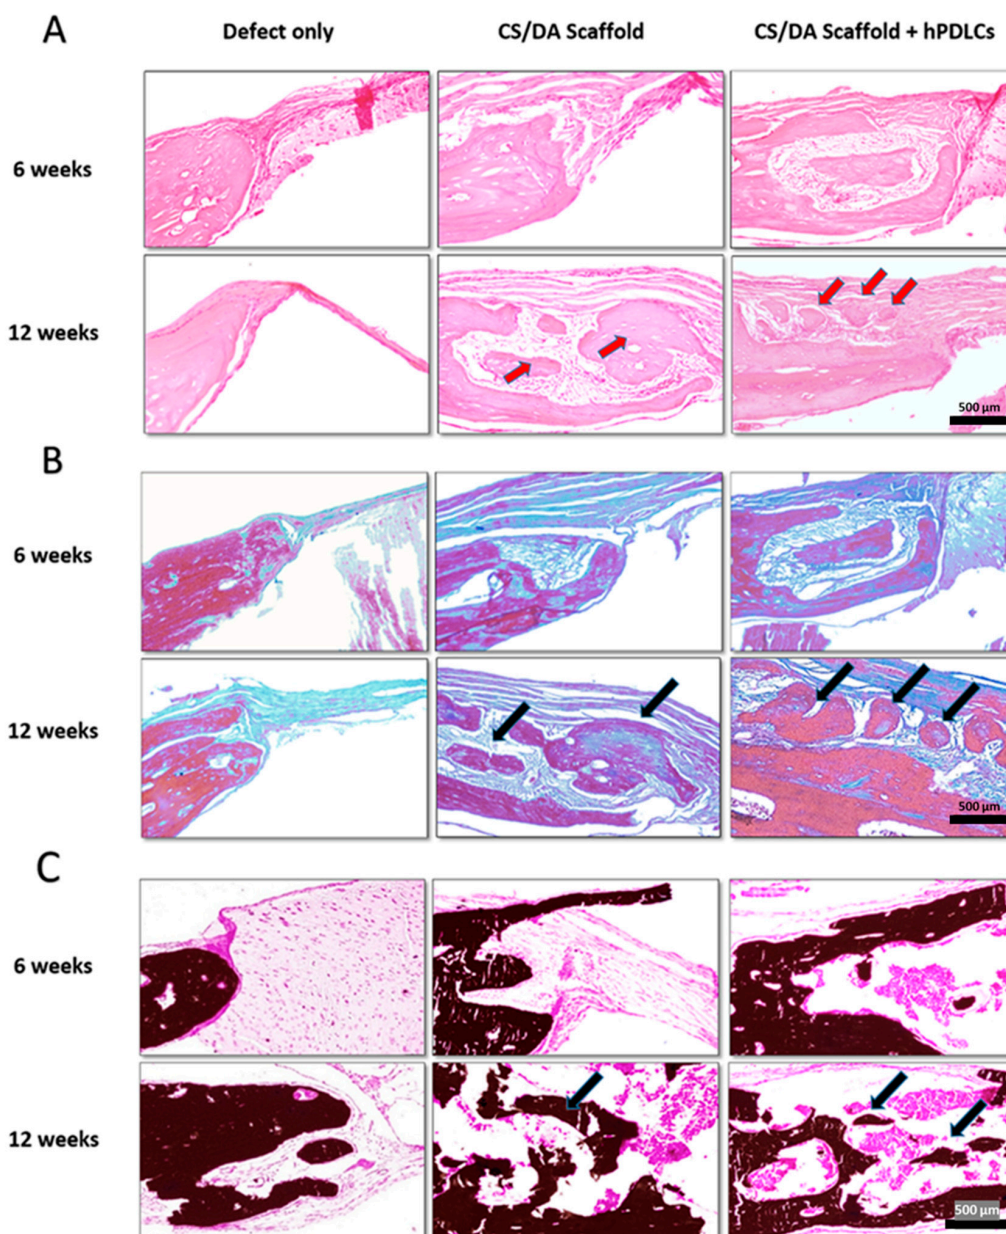 A
Defect only
CS/DA Scaffold
CS/DA Scaffold + hPDLCs
6 weeks
12 weeks
500 µm
B
6 weeks
12 weeks
500 µm
C
6 weeks
12 weeks
500 µm